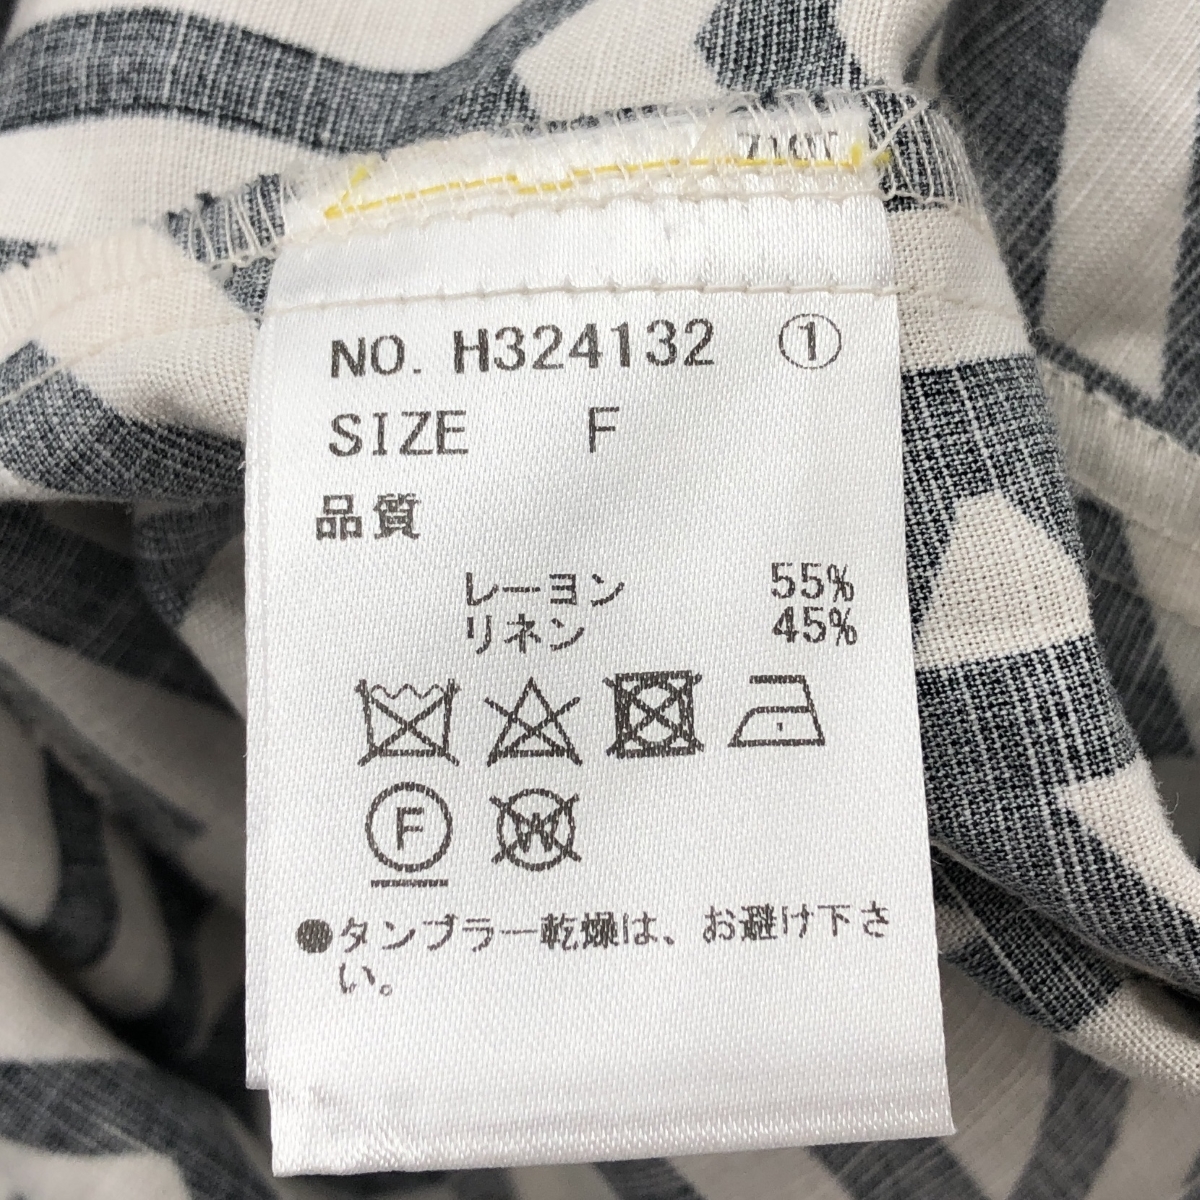 NO. H324132 ①
SIZE F
品質
レーヨン 55%
リネン 45%
F W
●タンブラー乾燥は、お避け下さ
い。